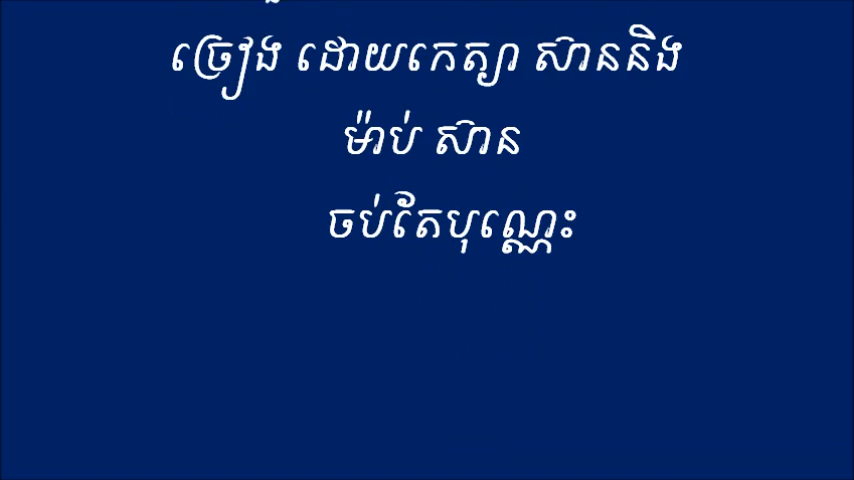 ច្រៀង ដោយកេត្យា ស៊ាននិង
ម៉ាប់ ស៊ាន
ចប់តែបុណ្ណេះ